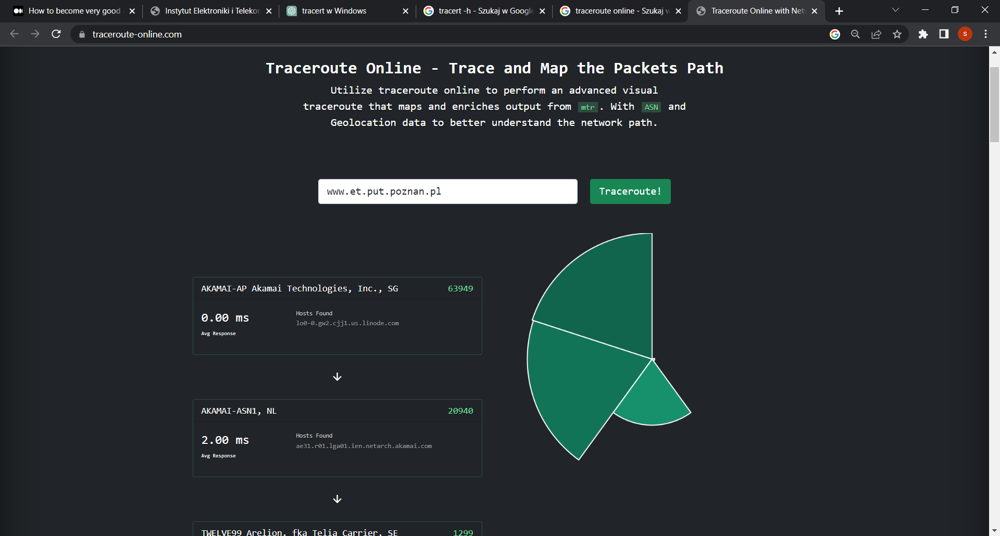 How to become very good
Instytut Elektroniki i Telekom
tracert w Windows
tracert -h - Szukaj w Google
traceroute online - Szukaj w
Traceroute Online with Netw
traceroute-online.com
S
Traceroute Online - Trace and Map the Packets Path
Utilize traceroute online to perform an advanced visual
traceroute that maps and enriches output from mtr. With ASN and
Geolocation data to better understand the network path.
www.et.put.poznan.pl
Traceroute!
AKAMAI-AP Akamai Technologies, Inc., SG 63949
0.00 ms
Avg Response
Hosts Found
lo0-0.gw2.cjj1.us.linode.com
AKAMAI-ASN1, NL 20940
2.00 ms
Avg Response
Hosts Found
ae31.r01.lga01.ien.netarch.akamai.com
TWELVE99 Arelion, fka Telia Carrier, SE 1299